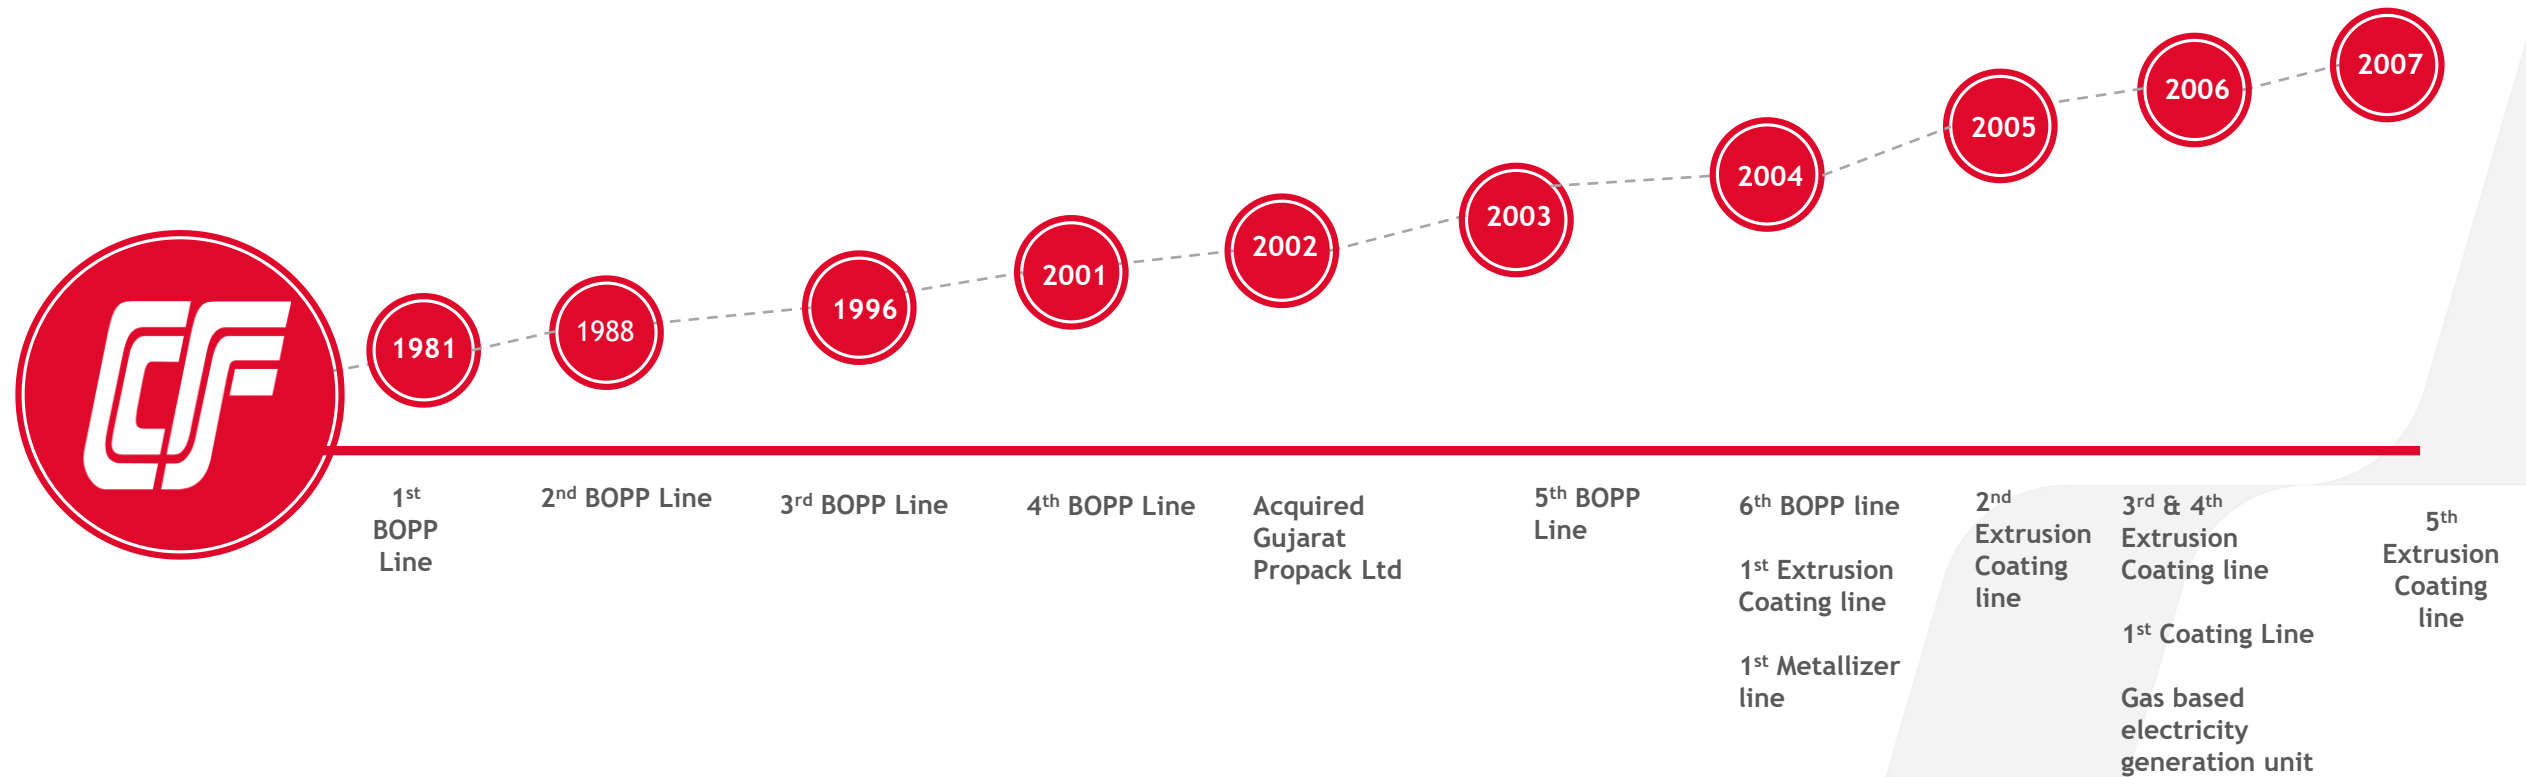 CF
1981
1988
1996
2001
2002
2003
2004
2005
2006
2007
1st
BOPP
Line
2nd BOPP Line
3rd BOPP Line
4th BOPP Line
Acquired
Gujarat
Propack Ltd
5th BOPP
Line
6th BOPP line
1st Extrusion
Coating line
1st Metallizer
line
2nd
Extrusion
Coating
line
3rd & 4th
Extrusion
Coating line
1st Coating Line
Gas based
electricity
generation unit
5th
Extrusion
Coating
line